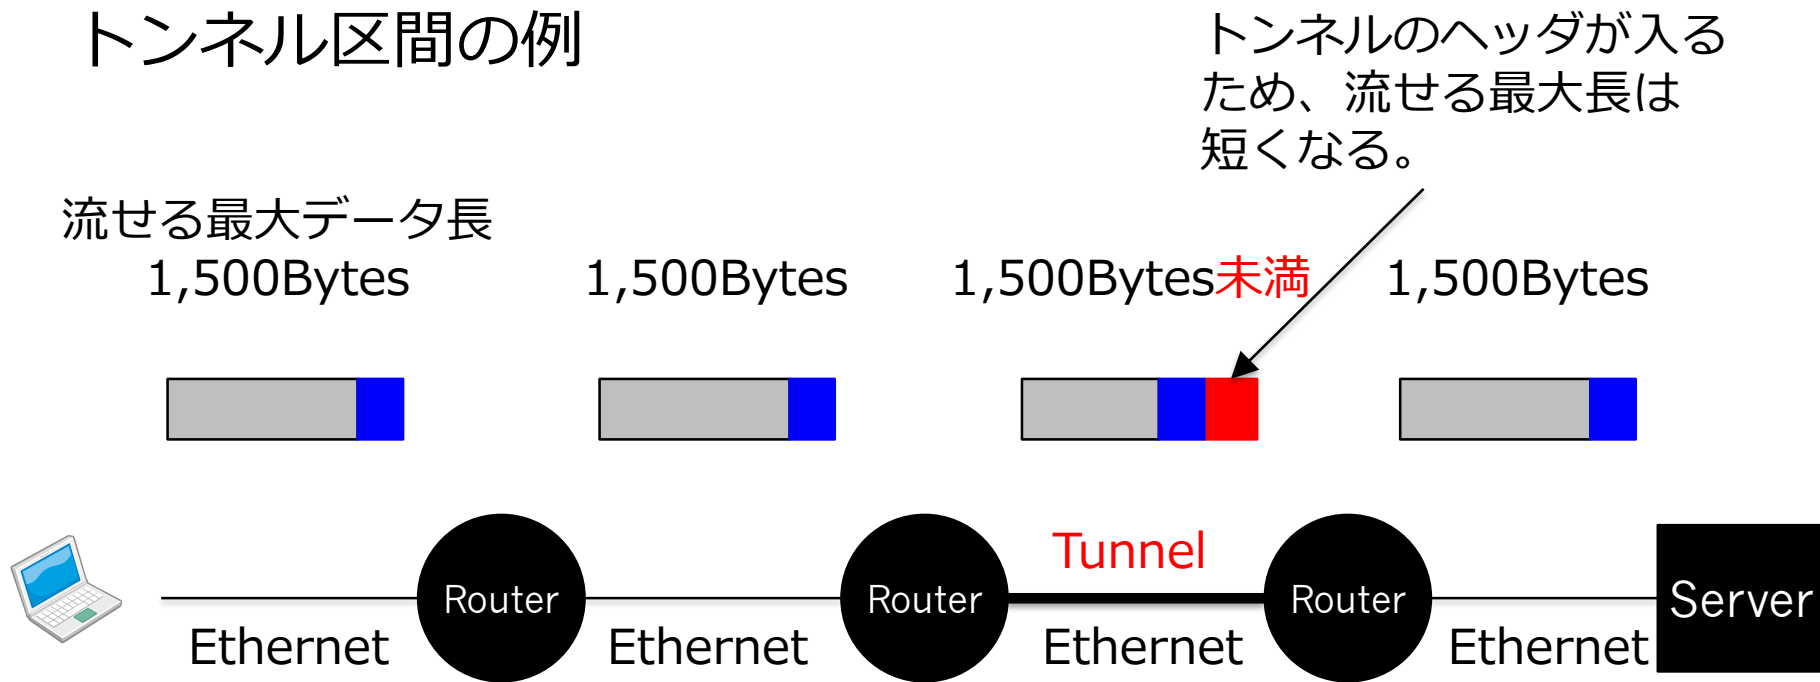 トンネル区間の例
トンネルのヘッダが入る
ため、流せる最大長は
短くなる。
流せる最大データ長
1,500Bytes
1,500Bytes
1,500Bytes未満
1,500Bytes
Tunnel
Router
Router
Router
Server
Ethernet
Ethernet
Ethernet
Ethernet